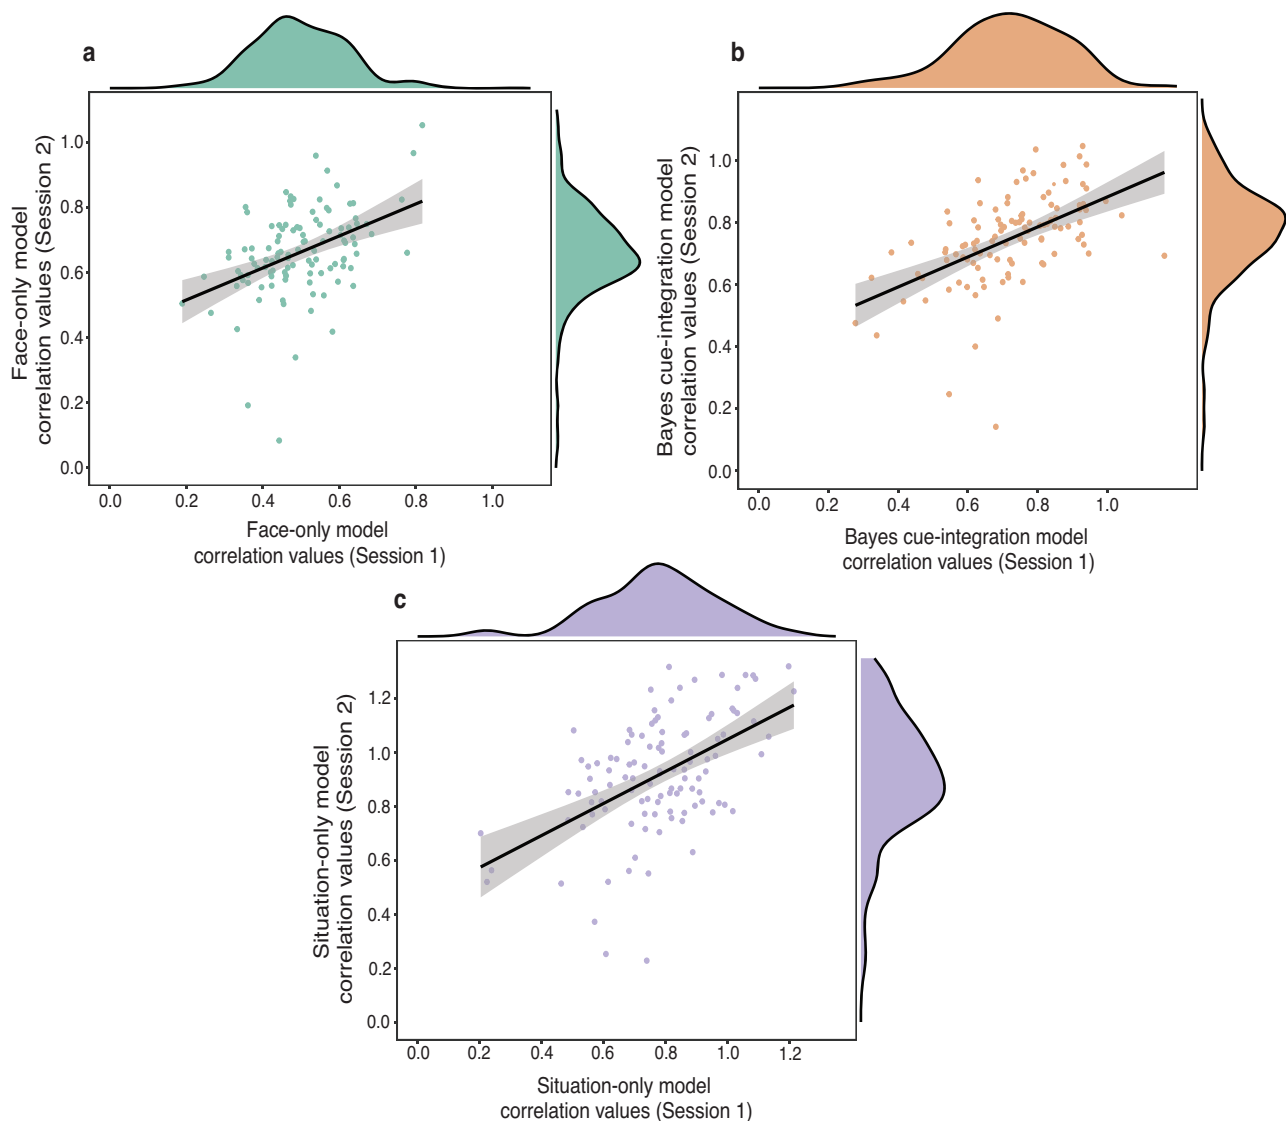 a
Face-only model
correlation values (Session 2)
1.0
0.8
0.6
0.4
0.2
0.0
0.0 0.2 0.4 0.6 0.8 1.0
Face-only model
correlation values (Session 1)
b
Bayes cue-integration model
correlation values (Session 2)
1.0
0.8
0.6
0.4
0.2
0.0
0.0 0.2 0.4 0.6 0.8 1.0
Bayes cue-integration model
correlation values (Session 1)
c
Situation-only model
correlation values (Session 2)
1.2
1.0
0.8
0.6
0.4
0.2
0.0
0.0 0.2 0.4 0.6 0.8 1.0 1.2
Situation-only model
correlation values (Session 1)